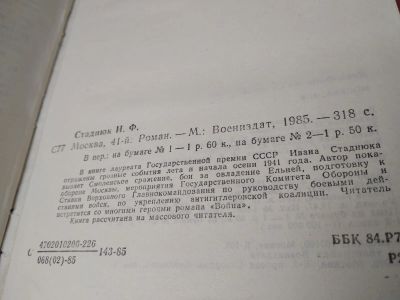 Стаднюк И. Ф.
С77 Москва, 41-й. Роман. — М.: Воениздат, 1985. — 318 с.
В пер.: на бумаге № 1—1 р. 60 к., на бумаге № 2—1 р. 50 к.
В книге лауреата Государственной премии СССР Ивана Стаднюка
отражены грозные события лета и начала осени 1941 года. Автор пока-
зывает Смоленское сражение, бои за овладение Ельней, подготовку к
обороне Москвы, мероприятия Государственного Комитета Обороны и
Ставки Верховного Главнокомандования по руководству боевыми дей-
ствиями войск, по укреплению антигитлеровской коалиции. Читатель
встретится со многими героями романа «Война».
Книга рассчитана на массового читателя.
С 4702010200-226
068(02)-85 143-85
ББК 84.Р7